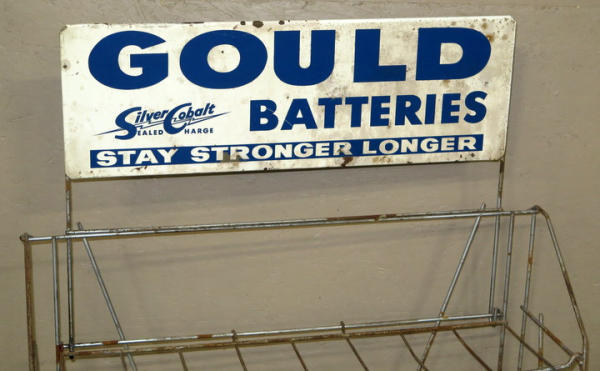 GOULD
Silver Cobalt
SEALED CHARGE
BATTERIES
STAY STRONGER LONGER